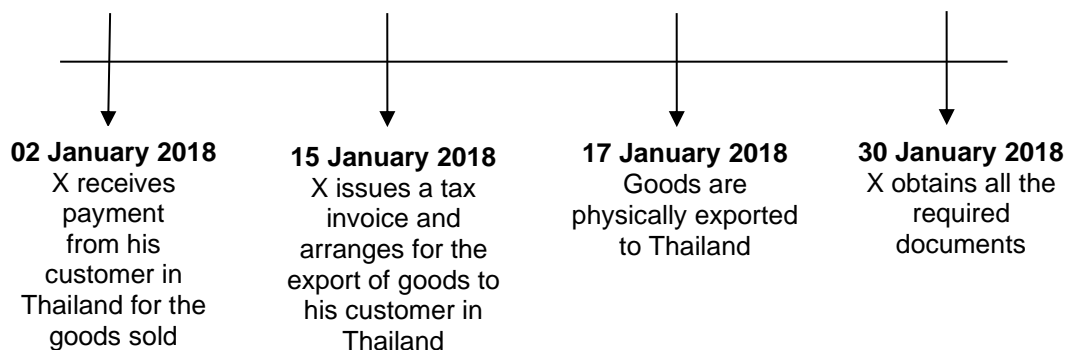 02 January 2018
X receives
payment
from his
customer in
Thailand for the
goods sold
15 January 2018
X issues a tax
invoice and
arranges for the
export of goods to
his customer in
Thailand
17 January 2018
Goods are
physically exported
to Thailand
30 January 2018
X obtains all the
required
documents